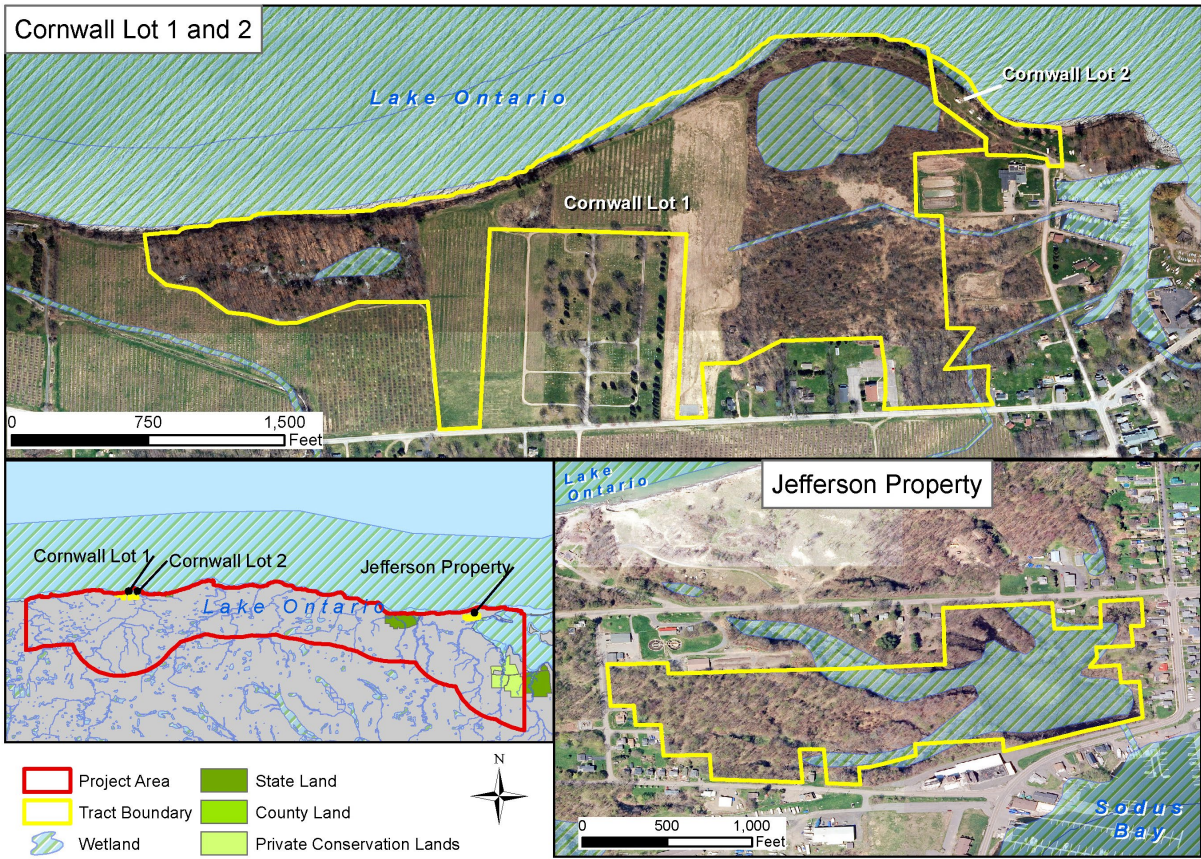 Cornwall Lot 1 and 2
Lake Ontario
Cornwall Lot 2
Cornwall Lot 1
0 750 1,500
Feet
Cornwall Lot 1
Cornwall Lot 2
Jefferson Property
Lake Ontario
Lake
Ontario
Jefferson Property
Sodus
Bay
0 500 1,000
Feet
Project Area
Tract Boundary
Wetland
State Land
County Land
Private Conservation Lands
N